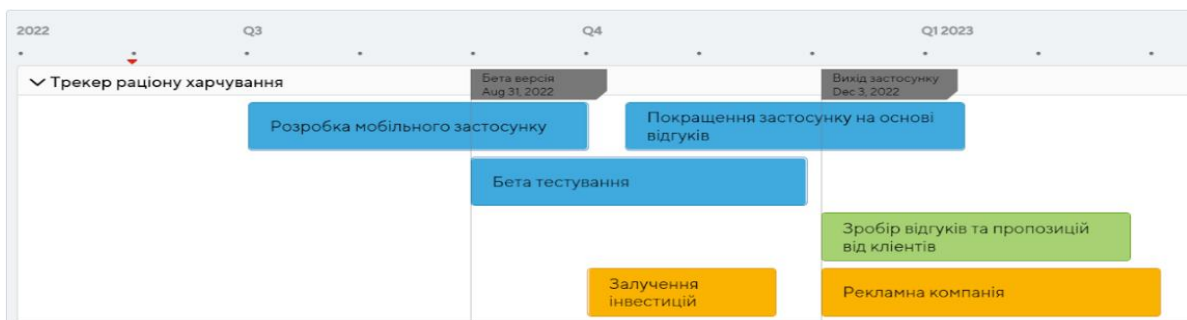 2022 Q3 Q4 Q1 2023
Трекер раціону харчування
Бета версія
Aug 31, 2022
Вихід застосунку
Dec 3, 2022
Розробка мобільного застосунку
Покращення застосунку на основі
відгуків
Бета тестування
Зробір відгуків та пропозицій
від клієнтів
Залучення
інвестицій
Рекламна компанія